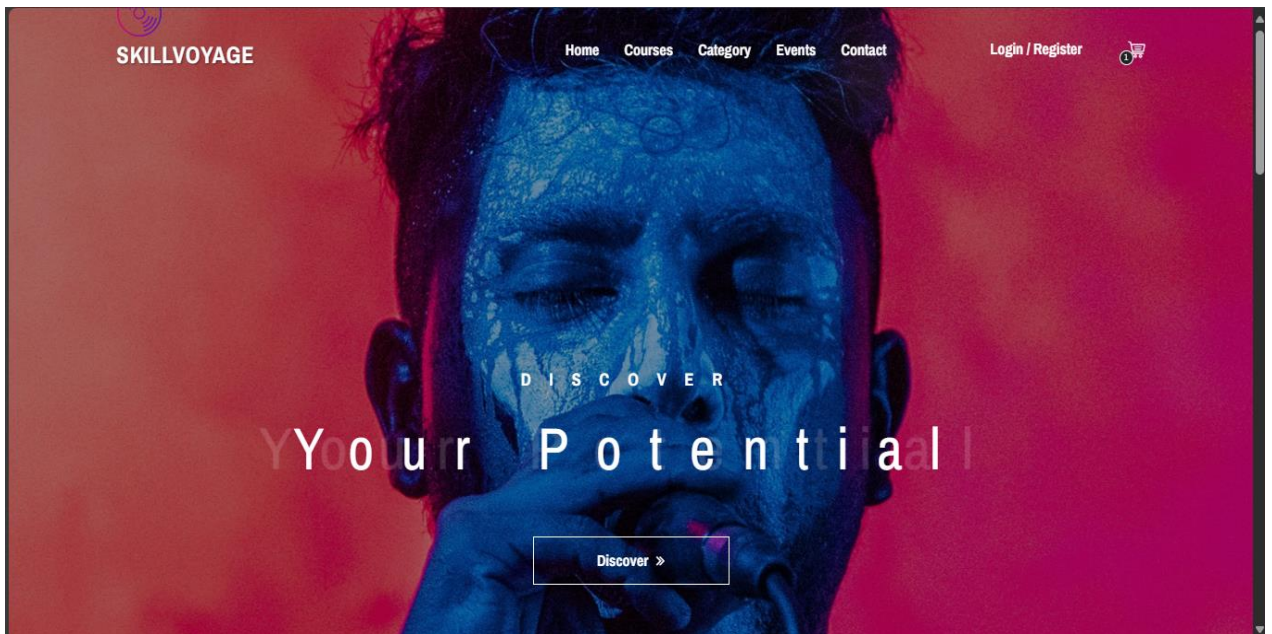 SKILLVOYAGE
Home Courses Category Events Contact
Login / Register
1
DISCOVER
Your Potential
Discover »